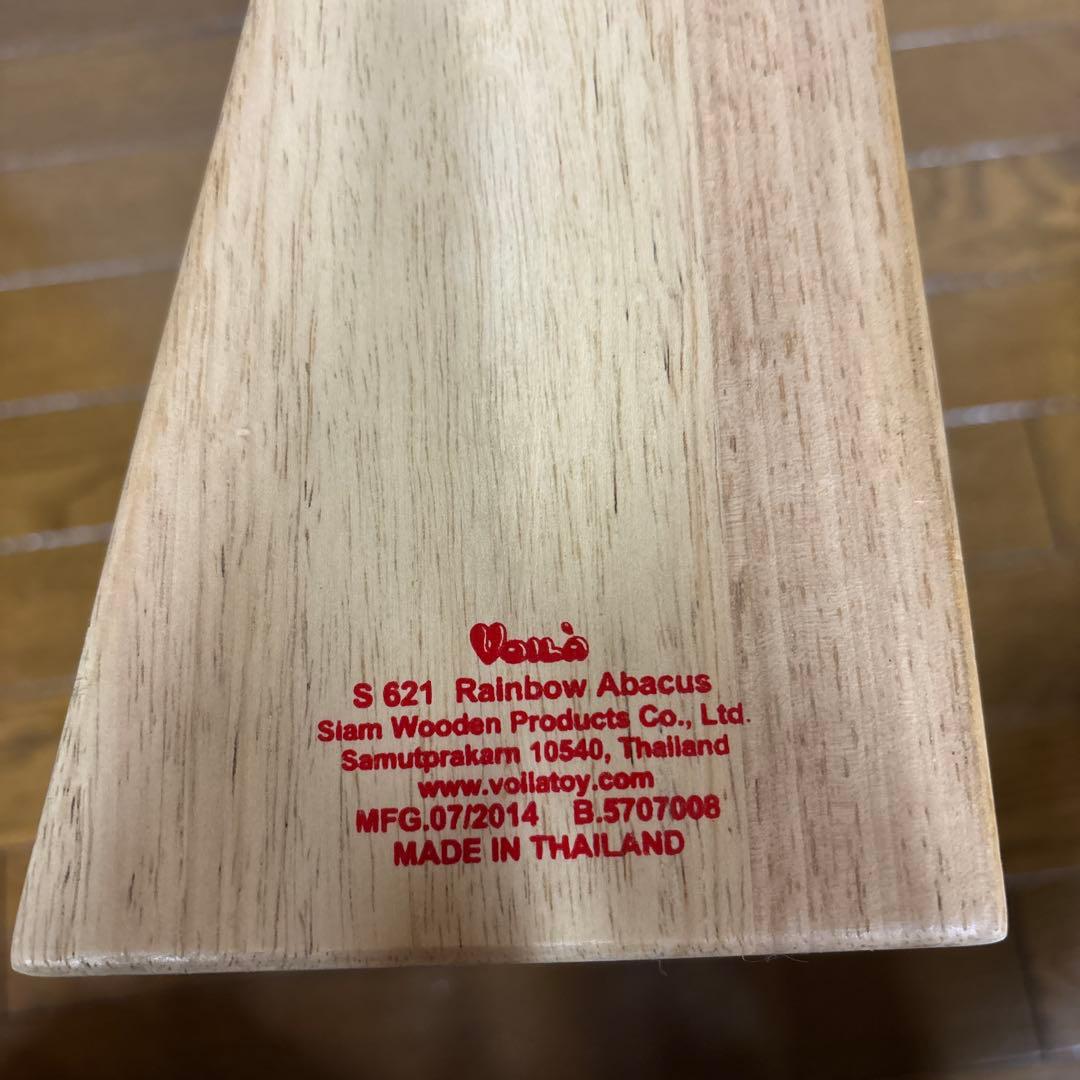 Voilà
S 621 Rainbow Abacus
Siam Wooden Products Co., Ltd.
Samutprakarn 10540, Thailand
www.voilatoy.com
MFG.07/2014 B.5707008
MADE IN THAILAND